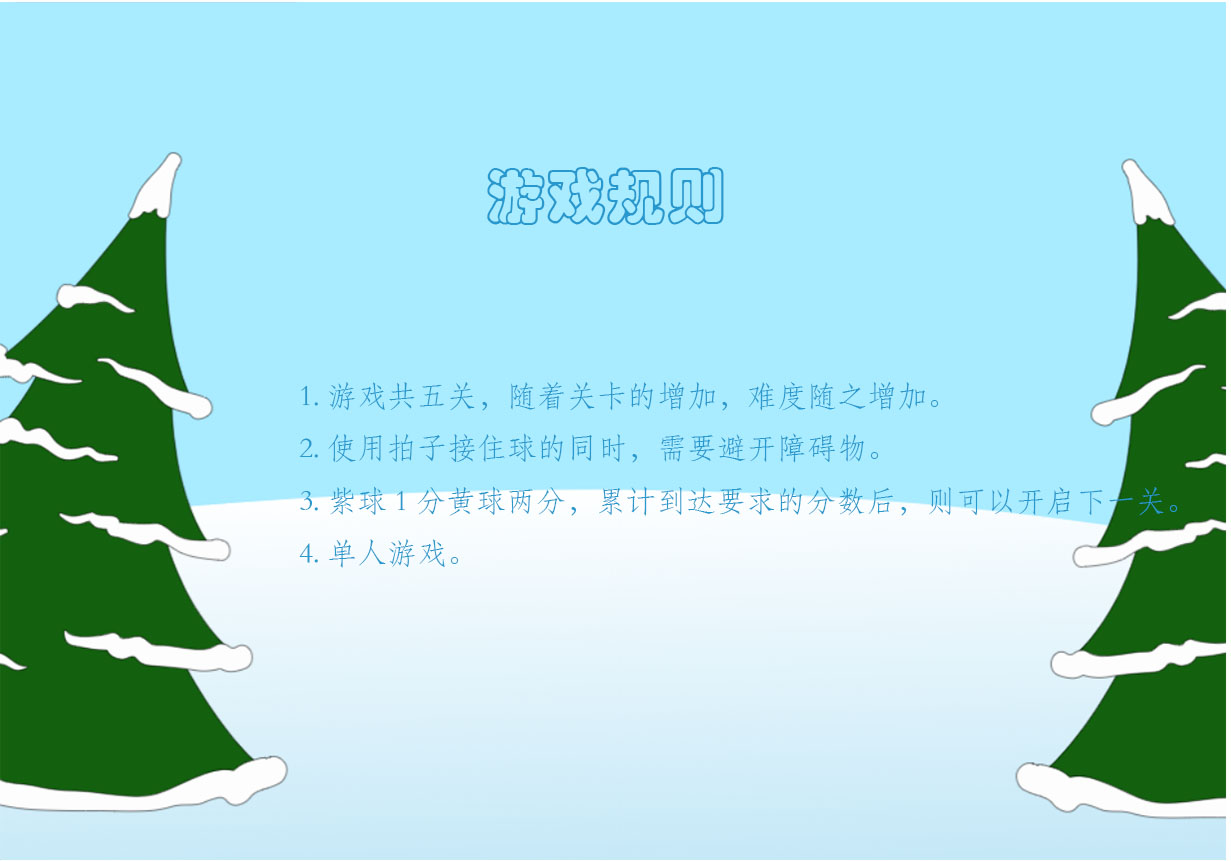 游戏规则
1. 游戏共五关，随着关卡的增加，难度随之增加。
2. 使用拍子接住球的同时，需要避开障碍物。
3. 紫球 1 分黄球两分，累计到达要求的分数后，则可以开启下一关。
4. 单人游戏。